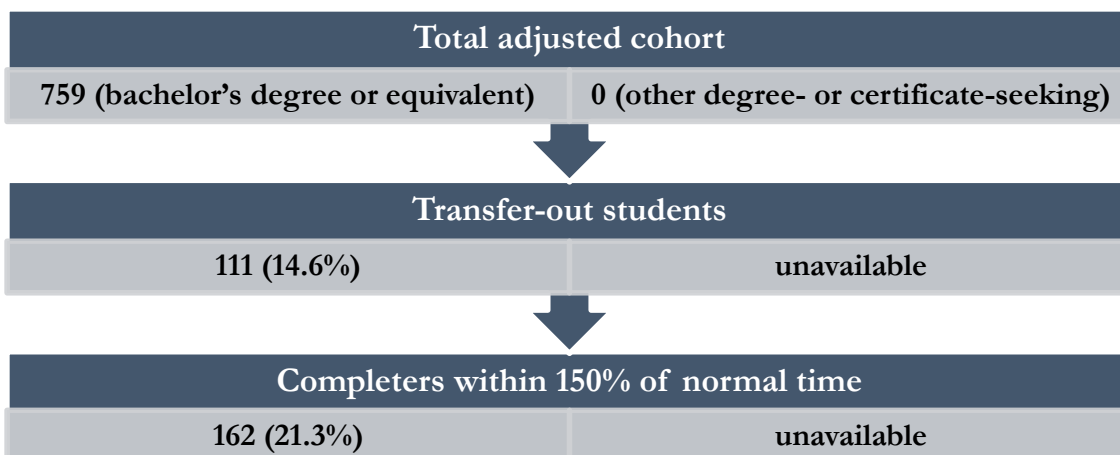 Total adjusted cohort
759 (bachelor's degree or equivalent)
0 (other degree- or certificate-seeking)
Transfer-out students
111 (14.6%)
unavailable
Completers within 150% of normal time
162 (21.3%)
unavailable